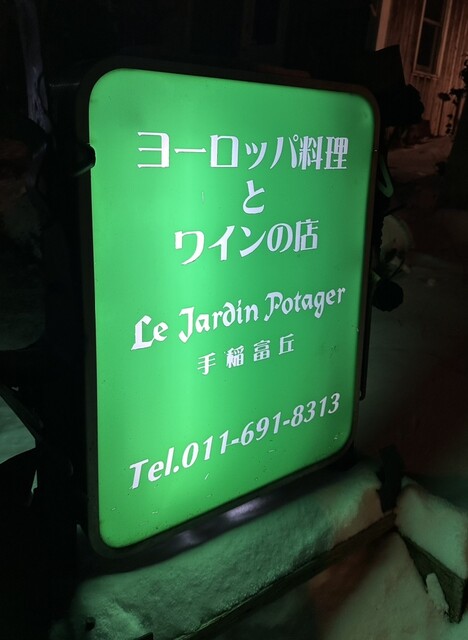 ヨーロッパ料理
と
ワインの店
Le Jardin Potager
手稲富丘
Tel.011-691-8313